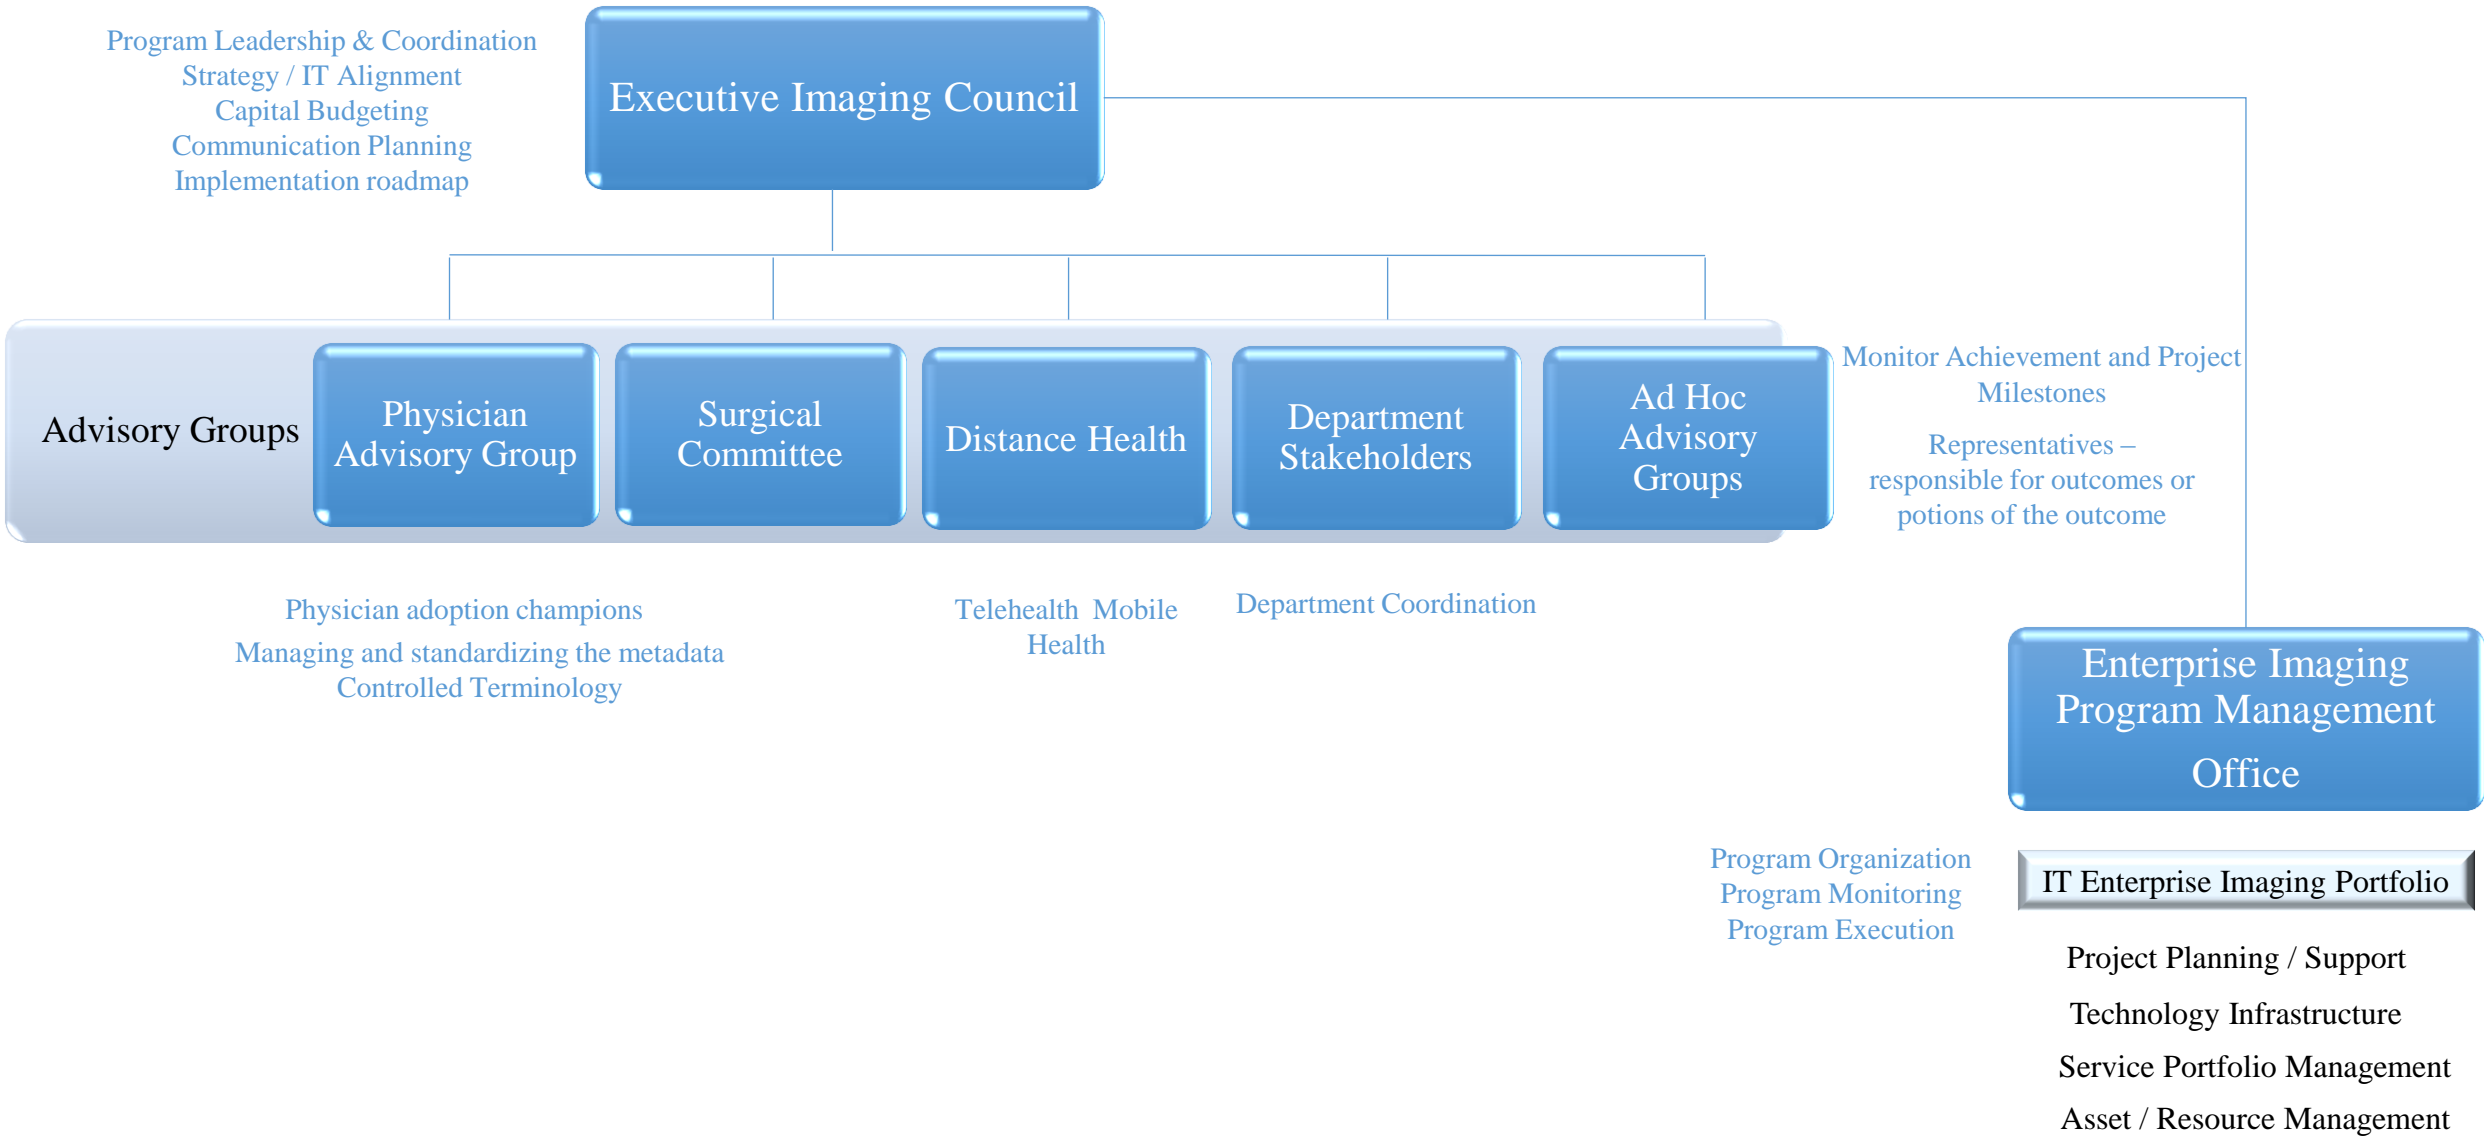 Program Leadership & Coordination
Strategy / IT Alignment
Capital Budgeting
Communication Planning
Implementation roadmap
Executive Imaging Council
Advisory Groups
Physician
Advisory Group
Surgical
Committee
Distance Health
Department
Stakeholders
Ad Hoc
Advisory
Groups
Monitor Achievement and Project
Milestones
Representatives –
responsible for outcomes or
potions of the outcome
Physician adoption champions
Managing and standardizing the metadata
Controlled Terminology
Telehealth Mobile
Health
Department Coordination
Enterprise Imaging
Program Management
Office
Program Organization
Program Monitoring
Program Execution
IT Enterprise Imaging Portfolio
Project Planning / Support
Technology Infrastructure
Service Portfolio Management
Asset / Resource Management